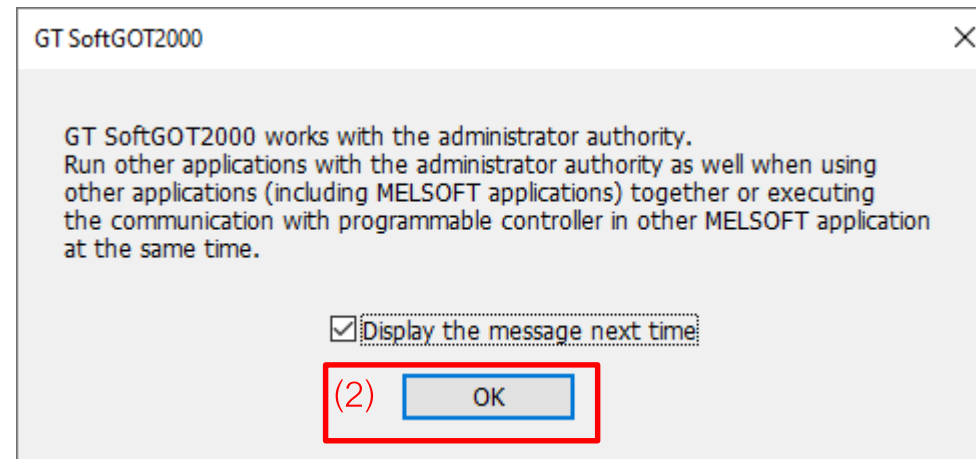 GT SoftGOT2000
GT SoftGOT2000 works with the administrator authority.
Run other applications with the administrator authority as well when using
other applications (including MELSOFT applications) together or executing
the communication with programmable controller in other MELSOFT application
at the same time.
Display the message next time
(2) OK